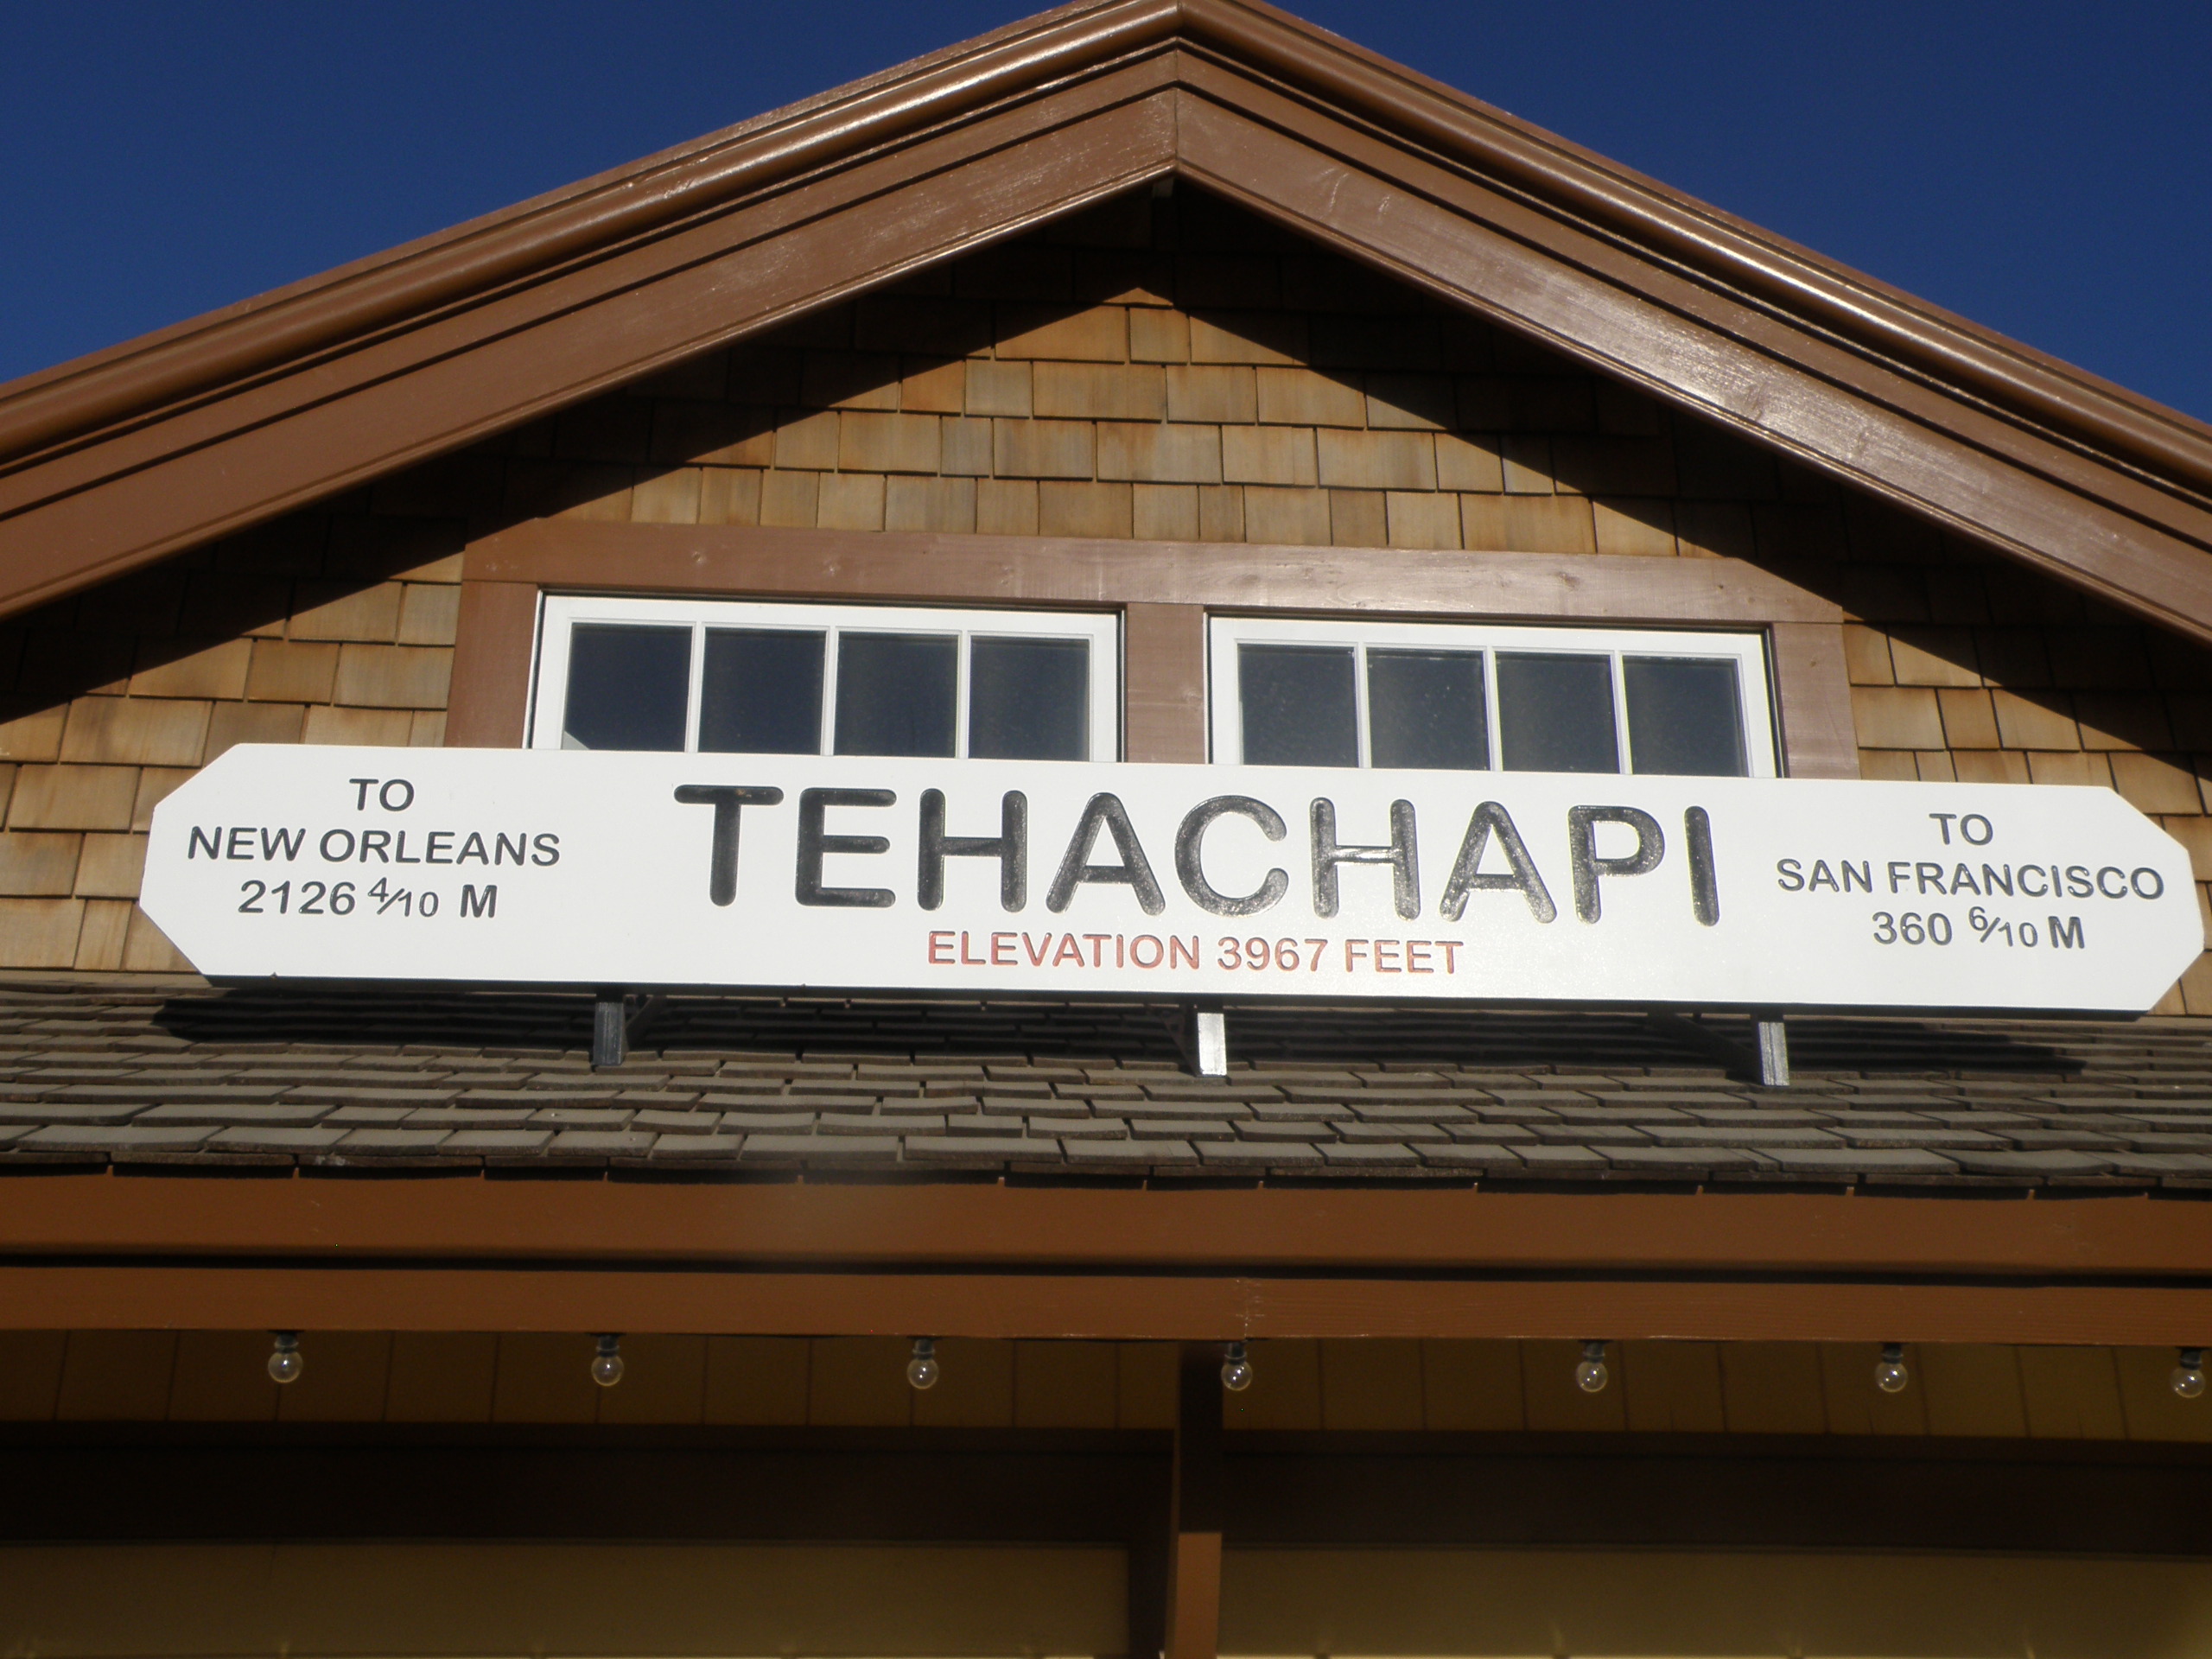 TO
NEW ORLEANS
2126 4/10 M
TEHACHAPI
ELEVATION 3967 FEET
TO
SAN FRANCISCO
360 6/10 M